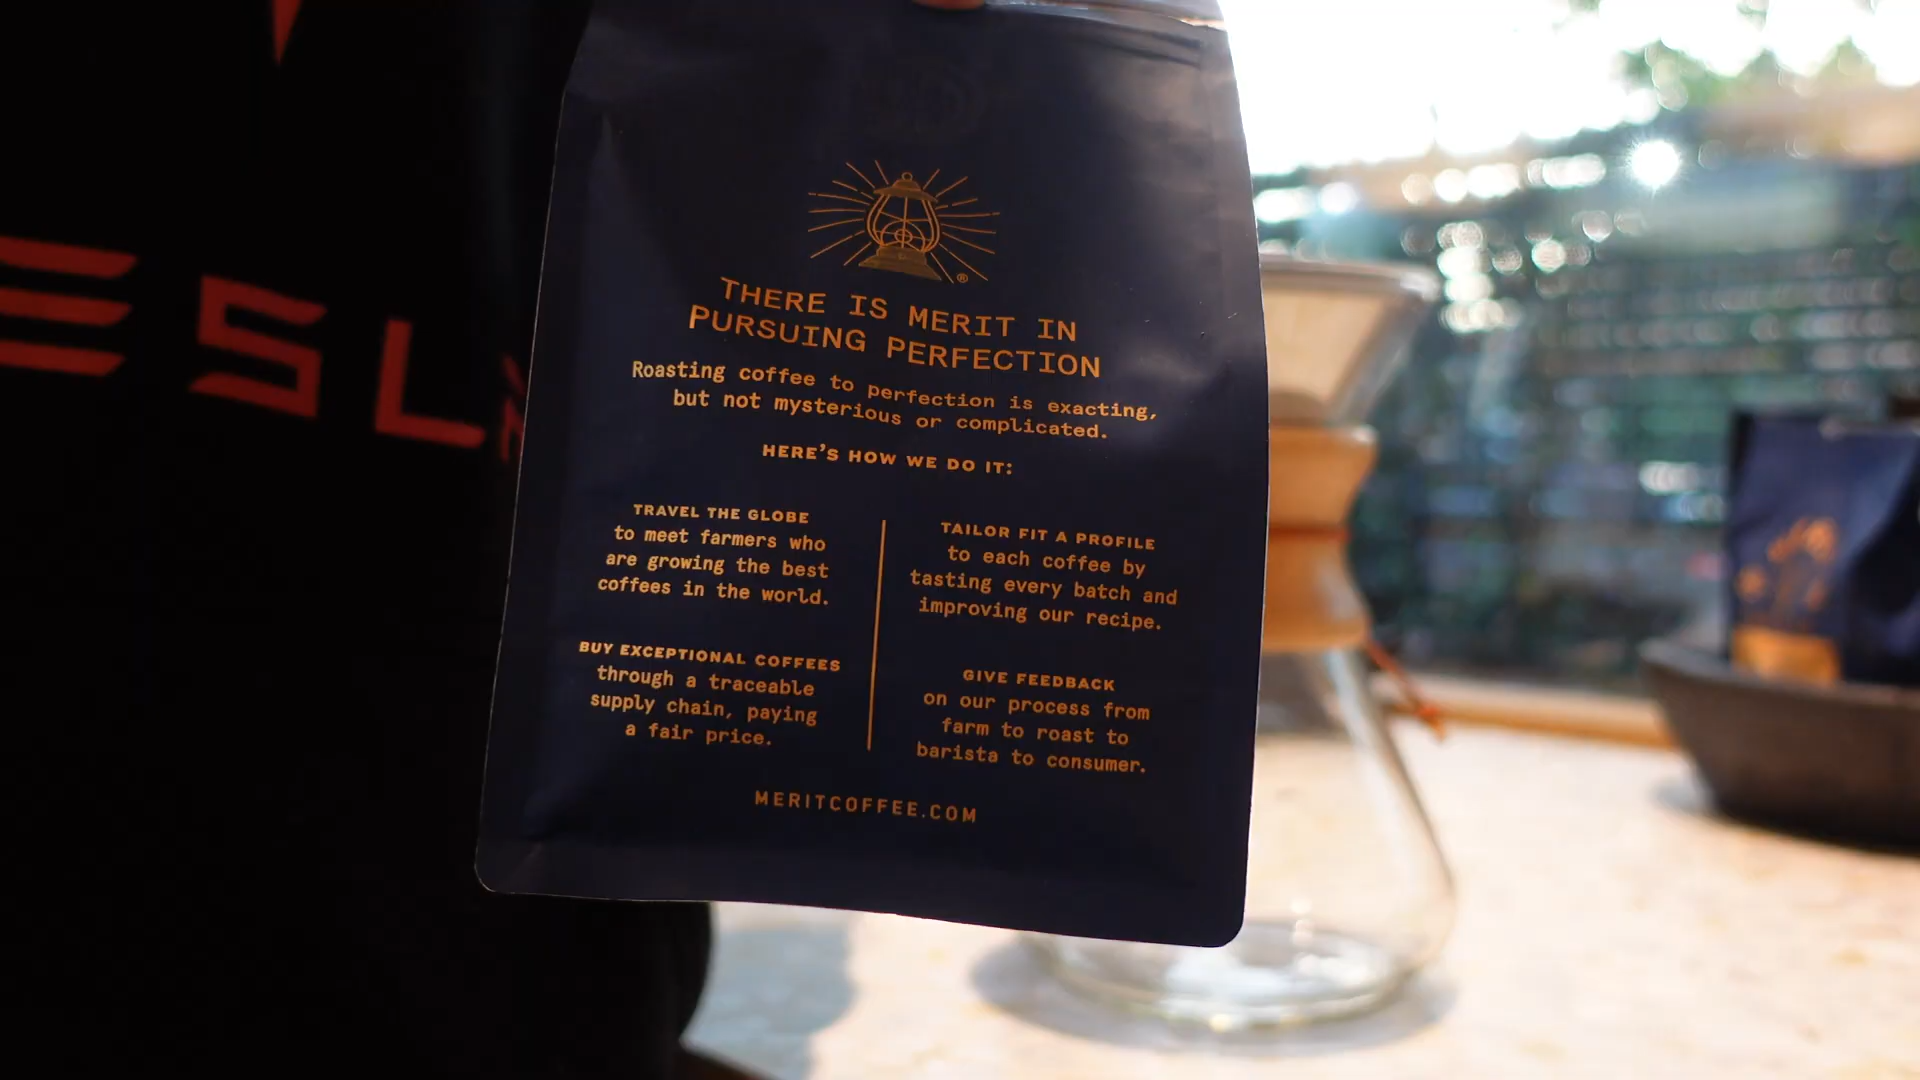 ESLA
®
THERE IS MERIT IN
PURSUING PERFECTION
Roasting coffee to perfection is exacting,
but not mysterious or complicated.
HERE'S HOW WE DO IT:
TRAVEL THE GLOBE
to meet farmers who
are growing the best
coffees in the world.
BUY EXCEPTIONAL COFFEES
through a traceable
supply chain, paying
a fair price.
TAILOR FIT A PROFILE
to each coffee by
tasting every batch and
improving our recipe.
GIVE FEEDBACK
on our process from
farm to roast to
barista to consumer.
MERITCOFFEE.COM